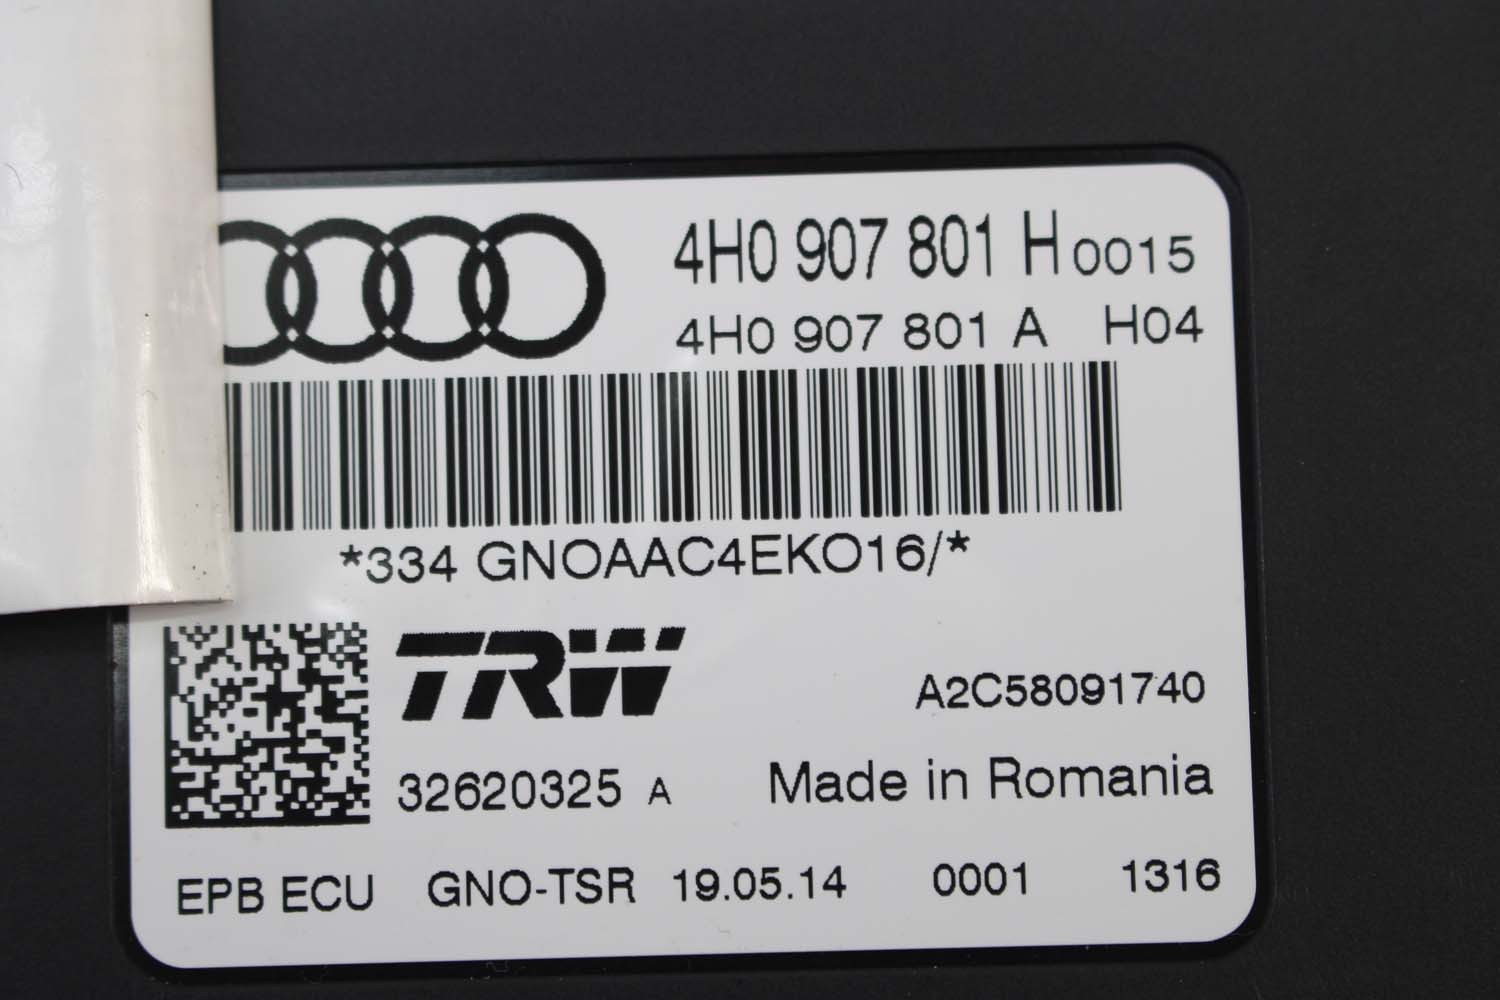 4H0 907 801 H 0015
4H0 907 801 A H04
*334 GNOAAC4EKO16/*
TRW
A2C58091740
32620325 A
Made in Romania
EPB ECU GNO-TSR 19.05.14 0001 1316